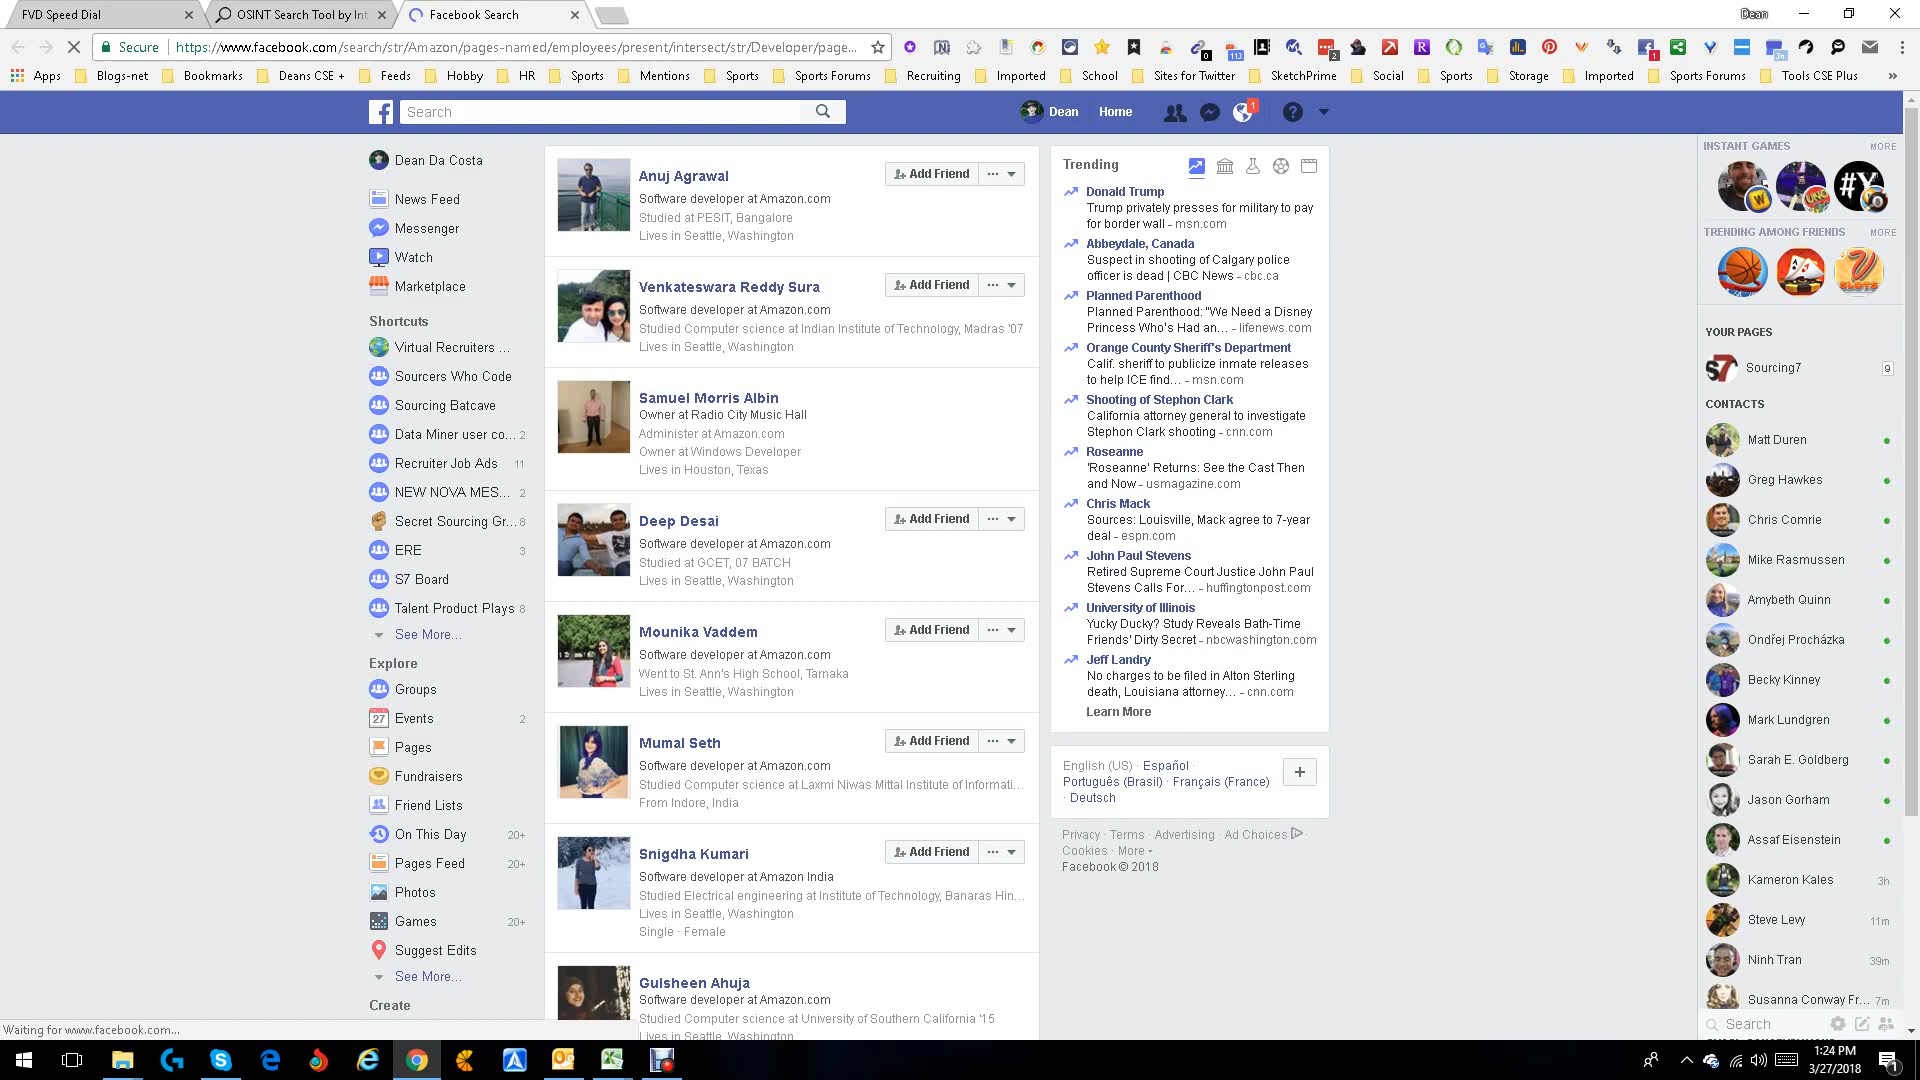 FVD Speed Dial
OSINT Search Tool by Int
Facebook Search
Dean
Secure
https://www.facebook.com/search/str/Amazon/pages-named/employees/present/intersect/str/Developer/page...
Apps
Blogs-net
Bookmarks
Deans CSE +
Feeds
Hobby
HR
Sports
Mentions
Sports
Sports Forums
Recruiting
Imported
School
Sites for Twitter
SketchPrime
Social
Sports
Storage
Imported
Sports Forums
Tools CSE Plus
Search
Dean
Home
1
Dean Da Costa
News Feed
Messenger
Watch
Marketplace
Shortcuts
Virtual Recruiters ...
Sourcers Who Code
Sourcing Batcave
Data Miner user co... 2
Recruiter Job Ads 11
NEW NOVA MES... 2
Secret Sourcing Gr... 8
ERE 3
S7 Board
Talent Product Plays 8
See More...
Explore
Groups
Events 2
Pages
Fundraisers
Friend Lists
On This Day 20+
Pages Feed 20+
Photos
Games 20+
Suggest Edits
See More...
Create
Waiting for www.facebook.com...
Anuj Agrawal
Add Friend
Software developer at Amazon.com
Studied at PESIT, Bangalore
Lives in Seattle, Washington
Venkateswara Reddy Sura
Add Friend
Software developer at Amazon.com
Studied Computer science at Indian Institute of Technology, Madras '07
Lives in Seattle, Washington
Samuel Morris Albin
Owner at Radio City Music Hall
Administer at Amazon.com
Owner at Windows Developer
Lives in Houston, Texas
Deep Desai
Add Friend
Software developer at Amazon.com
Studied at GCET, 07 BATCH
Lives in Seattle, Washington
Mounika Vaddem
Add Friend
Software developer at Amazon.com
Went to St. Ann's High School, Tarnaka
Lives in Seattle, Washington
Mumal Seth
Add Friend
Software developer at Amazon.com
Studied Computer science at Laxmi Niwas Mittal Institute of Informati...
From Indore, India
Snigdha Kumari
Add Friend
Software developer at Amazon India
Studied Electrical engineering at Institute of Technology, Banaras Hin...
Lives in Seattle, Washington
Single · Female
Gulsheen Ahuja
Software developer at Amazon.com
Studied Computer science at University of Southern California '15
Lives in Seattle, Washington
Trending
Donald Trump
Trump privately presses for military to pay
for border wall - msn.com
Abbeydale, Canada
Suspect in shooting of Calgary police
officer is dead | CBC News - cbc.ca
Planned Parenthood
Planned Parenthood: "We Need a Disney
Princess Who's Had an... - lifenews.com
Orange County Sheriff's Department
Calif. sheriff to publicize inmate releases
to help ICE find... - msn.com
Shooting of Stephon Clark
California attorney general to investigate
Stephon Clark shooting - cnn.com
Roseanne
'Roseanne' Returns: See the Cast Then
and Now - usmagazine.com
Chris Mack
Sources: Louisville, Mack agree to 7-year
deal - espn.com
John Paul Stevens
Retired Supreme Court Justice John Paul
Stevens Calls For... - huffingtonpost.com
University of Illinois
Yucky Ducky? Study Reveals Bath-Time
Friends' Dirty Secret - nbcwashington.com
Jeff Landry
No charges to be filed in Alton Sterling
death, Louisiana attorney... - cnn.com
Learn More
English (US) · Español ·
Português (Brasil) · Français (France)
· Deutsch
Privacy · Terms · Advertising · Ad Choices ·
Cookies · More
Facebook © 2018
INSTANT GAMES MORE
TRENDING AMONG FRIENDS MORE
YOUR PAGES
Sourcing7 9
CONTACTS
Matt Duren
Greg Hawkes
Chris Comrie
Mike Rasmussen
Amybeth Quinn
Ondřej Procházka
Becky Kinney
Mark Lundgren
Sarah E. Goldberg
Jason Gorham
Assaf Eisenstein
Kameron Kales 3h
Steve Levy 11m
Ninh Tran 39m
Susanna Conway Fr... 7m
Search
1:24 PM
3/27/2018